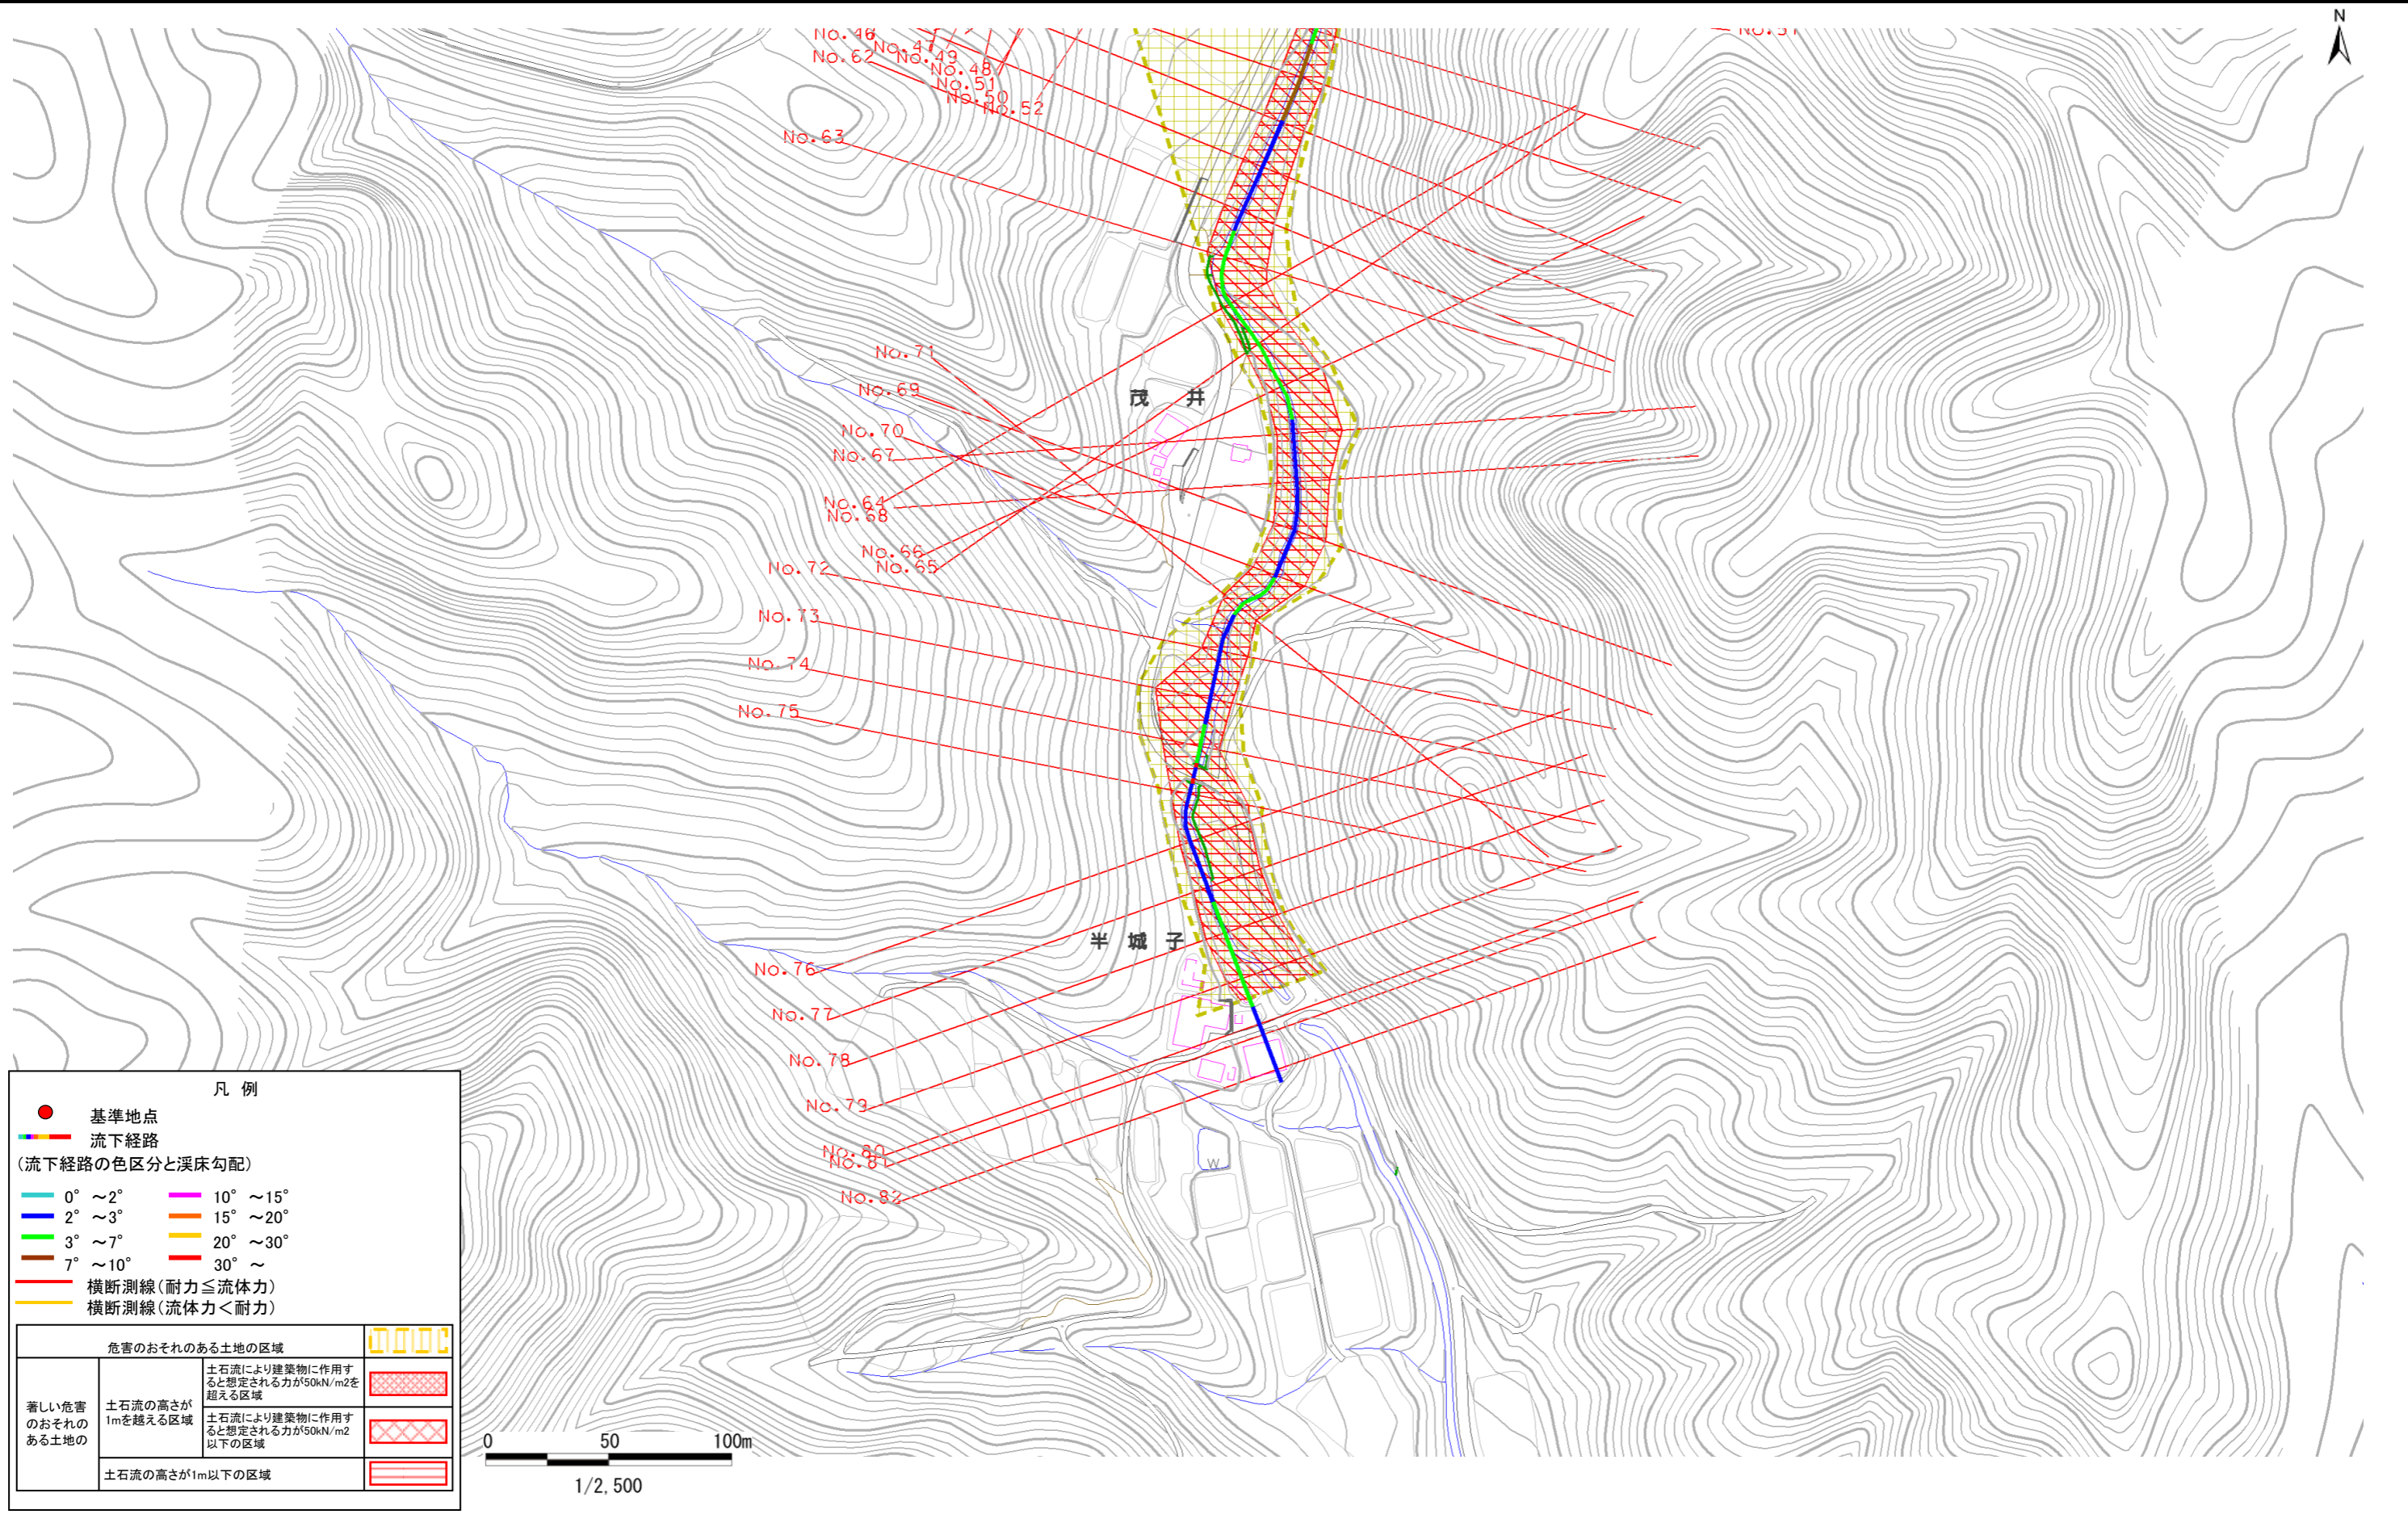 N
No.46
No.47
No.62
No.49
No.48
No.51
No.50
No.52
No.63
No.71
No.69
No.70
No.67
No.64
No.68
No.66
No.65
No.72
No.73
No.74
No.75
茂 井
半 城 子
No.76
No.77
No.78
No.79
No.80
No.81
No.82
W
凡 例
基準地点
流下経路
(流下経路の色区分と渓床勾配)
0° ～2° 10° ～15°
2° ～3° 15° ～20°
3° ～7° 20° ～30°
7° ～10° 30° ～
横断測線(耐力≦流体力)
横断測線(流体力＜耐力)
危害のおそれのある土地の区域
著しい危害
のおそれの
ある土地の
土石流の高さが
1mを越える区域
土石流により建築物に作用す
ると想定される力が50kN/m2を
超える区域
土石流により建築物に作用す
ると想定される力が50kN/m2
以下の区域
土石流の高さが1m以下の区域
0 50 100m
1/2,500